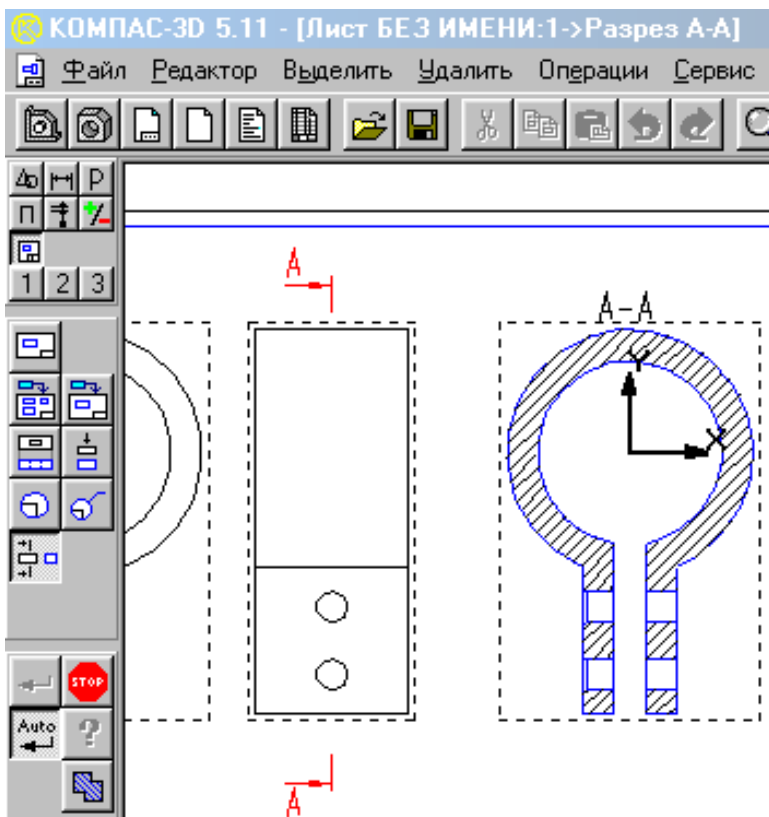 КОМПАС-3D 5.11 - [Лист БЕЗ ИМЕНИ:1->Разрез А-А]
Файл Редактор Выделить Удалить Операции Сервис
Р
П
1 2 3
А
А-А
Y
X
STOP
Auto
?
А